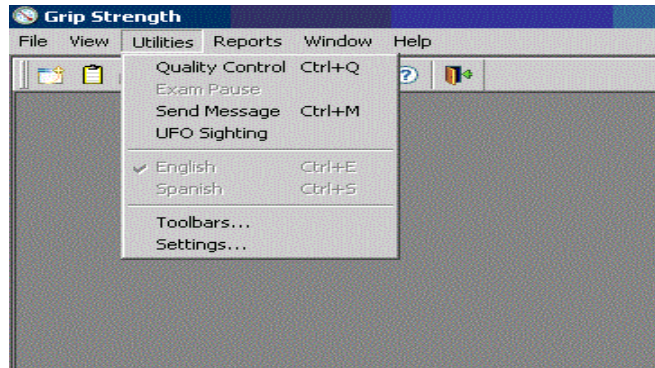 Grip Strength
File View Utilities Reports Window Help
Quality Control Ctrl+Q
Exam Pause
Send Message Ctrl+M
UFO Sighting
English Ctrl+E
Spanish Ctrl+S
Toolbars...
Settings...